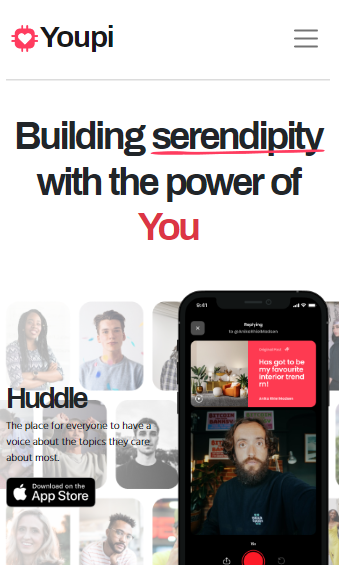 Youpi
Building serendipity
with the power of
You
9:41
Replying
Huddle
The place for everyone to have a
voice about the topics they care
about most.
Download on the
App Store
Has got to be
my favourite
interior trend
rn!